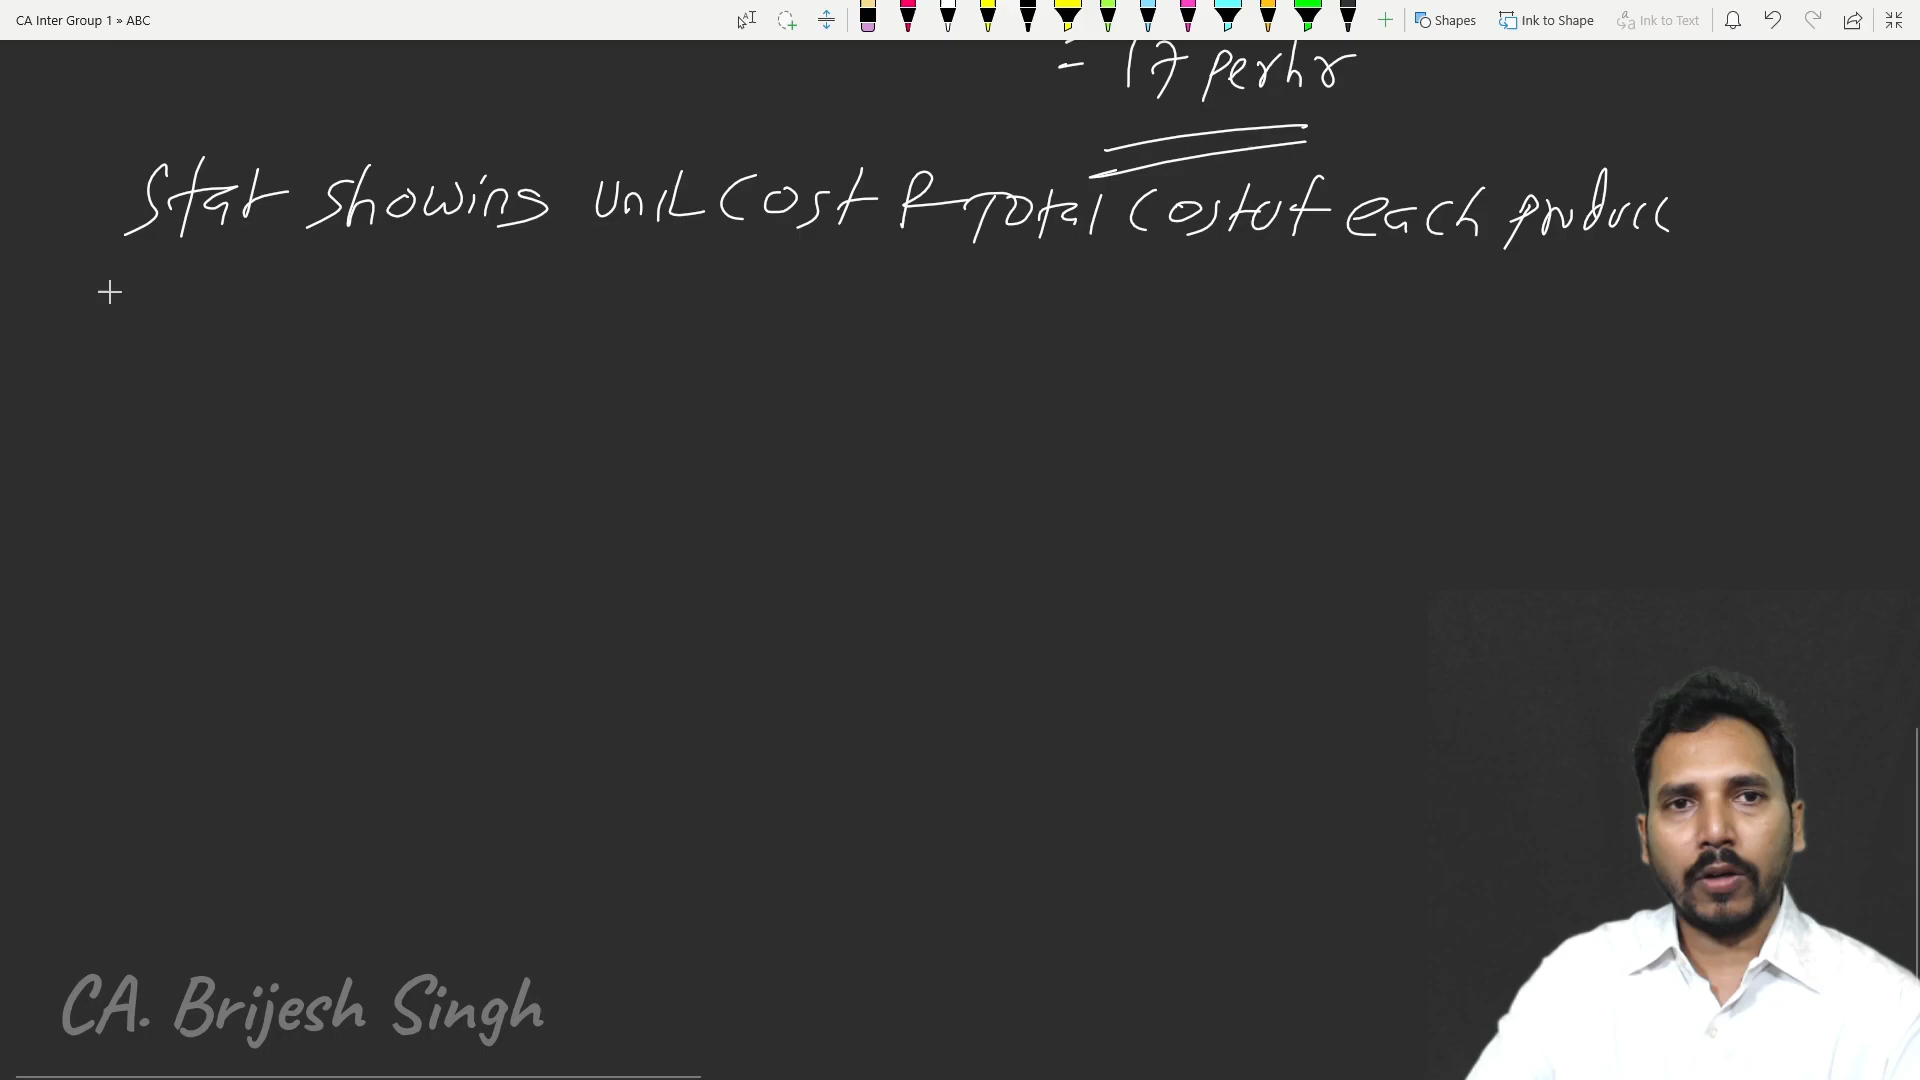 CA Inter Group 1 » ABC
Shapes
Ink to Shape
Ink to Text
= 17 per hr
Stat showing unit Cost & Total Cost of each product
CA. Brijesh Singh